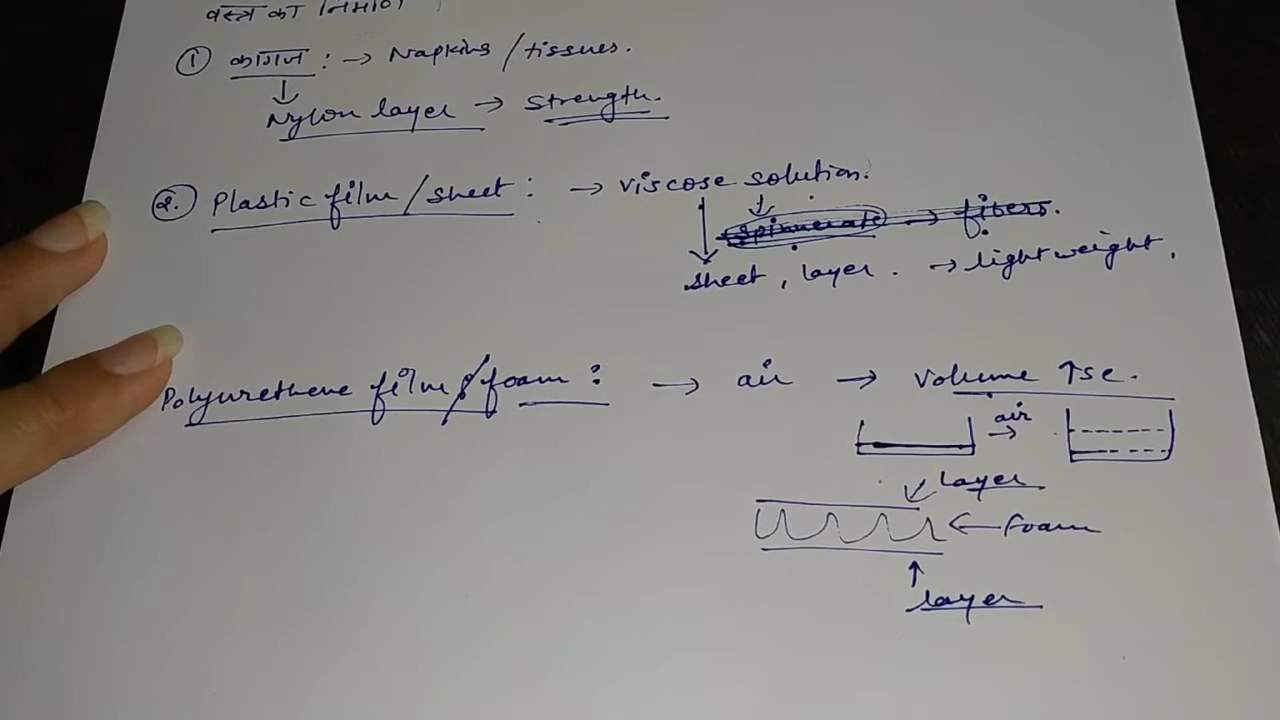 वस्त्र का निर्माण
① कागज : → Napkins / tissues.
↓
Nylon layer → strength.
②. Plastic film / sheet : → viscose solution.
↓ spinnerate → fibers.
sheet , layer . → light weight ,
Polyurethene film / foam : → air → volume ↑se.
air
→
layer
← foam
↑
layer